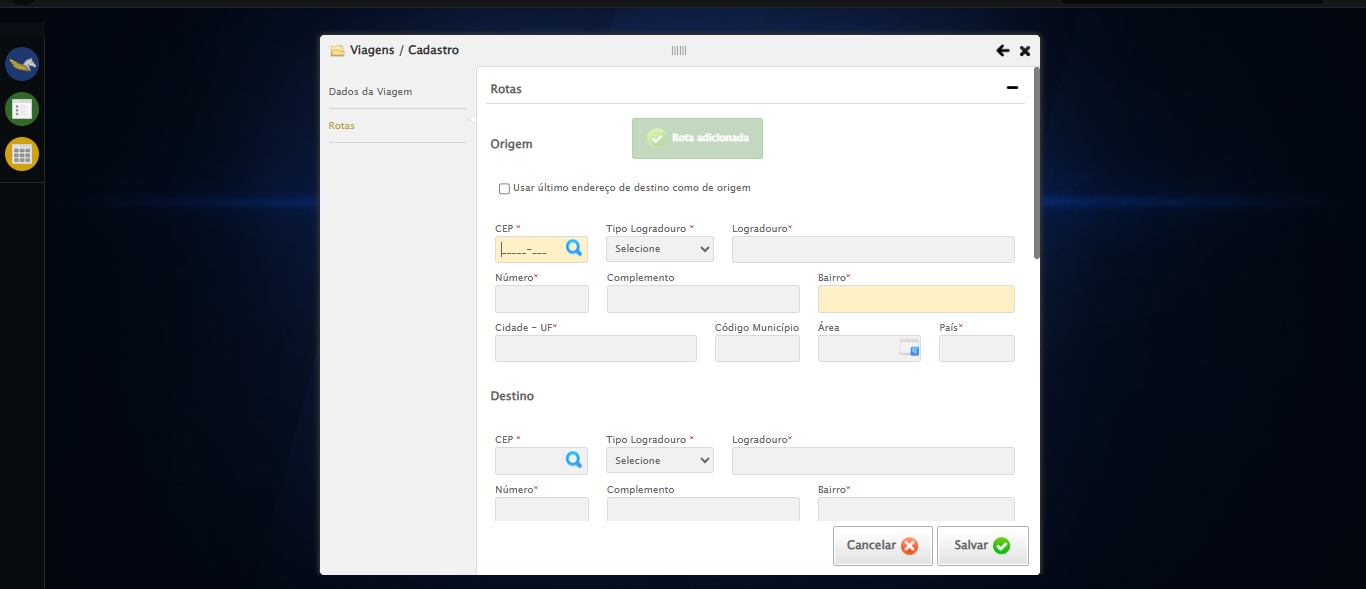 Viagens / Cadastro
Dados da Viagem
Rotas
Rotas
Origem
Rota adicionada
Usar último endereço de destino como de origem
CEP * Tipo Logradouro * Logradouro*
_____-___ Selecione
Número* Complemento Bairro*
Cidade - UF* Código Município Área País*
Destino
CEP * Tipo Logradouro * Logradouro*
Selecione
Número* Complemento Bairro*
Cancelar Salvar